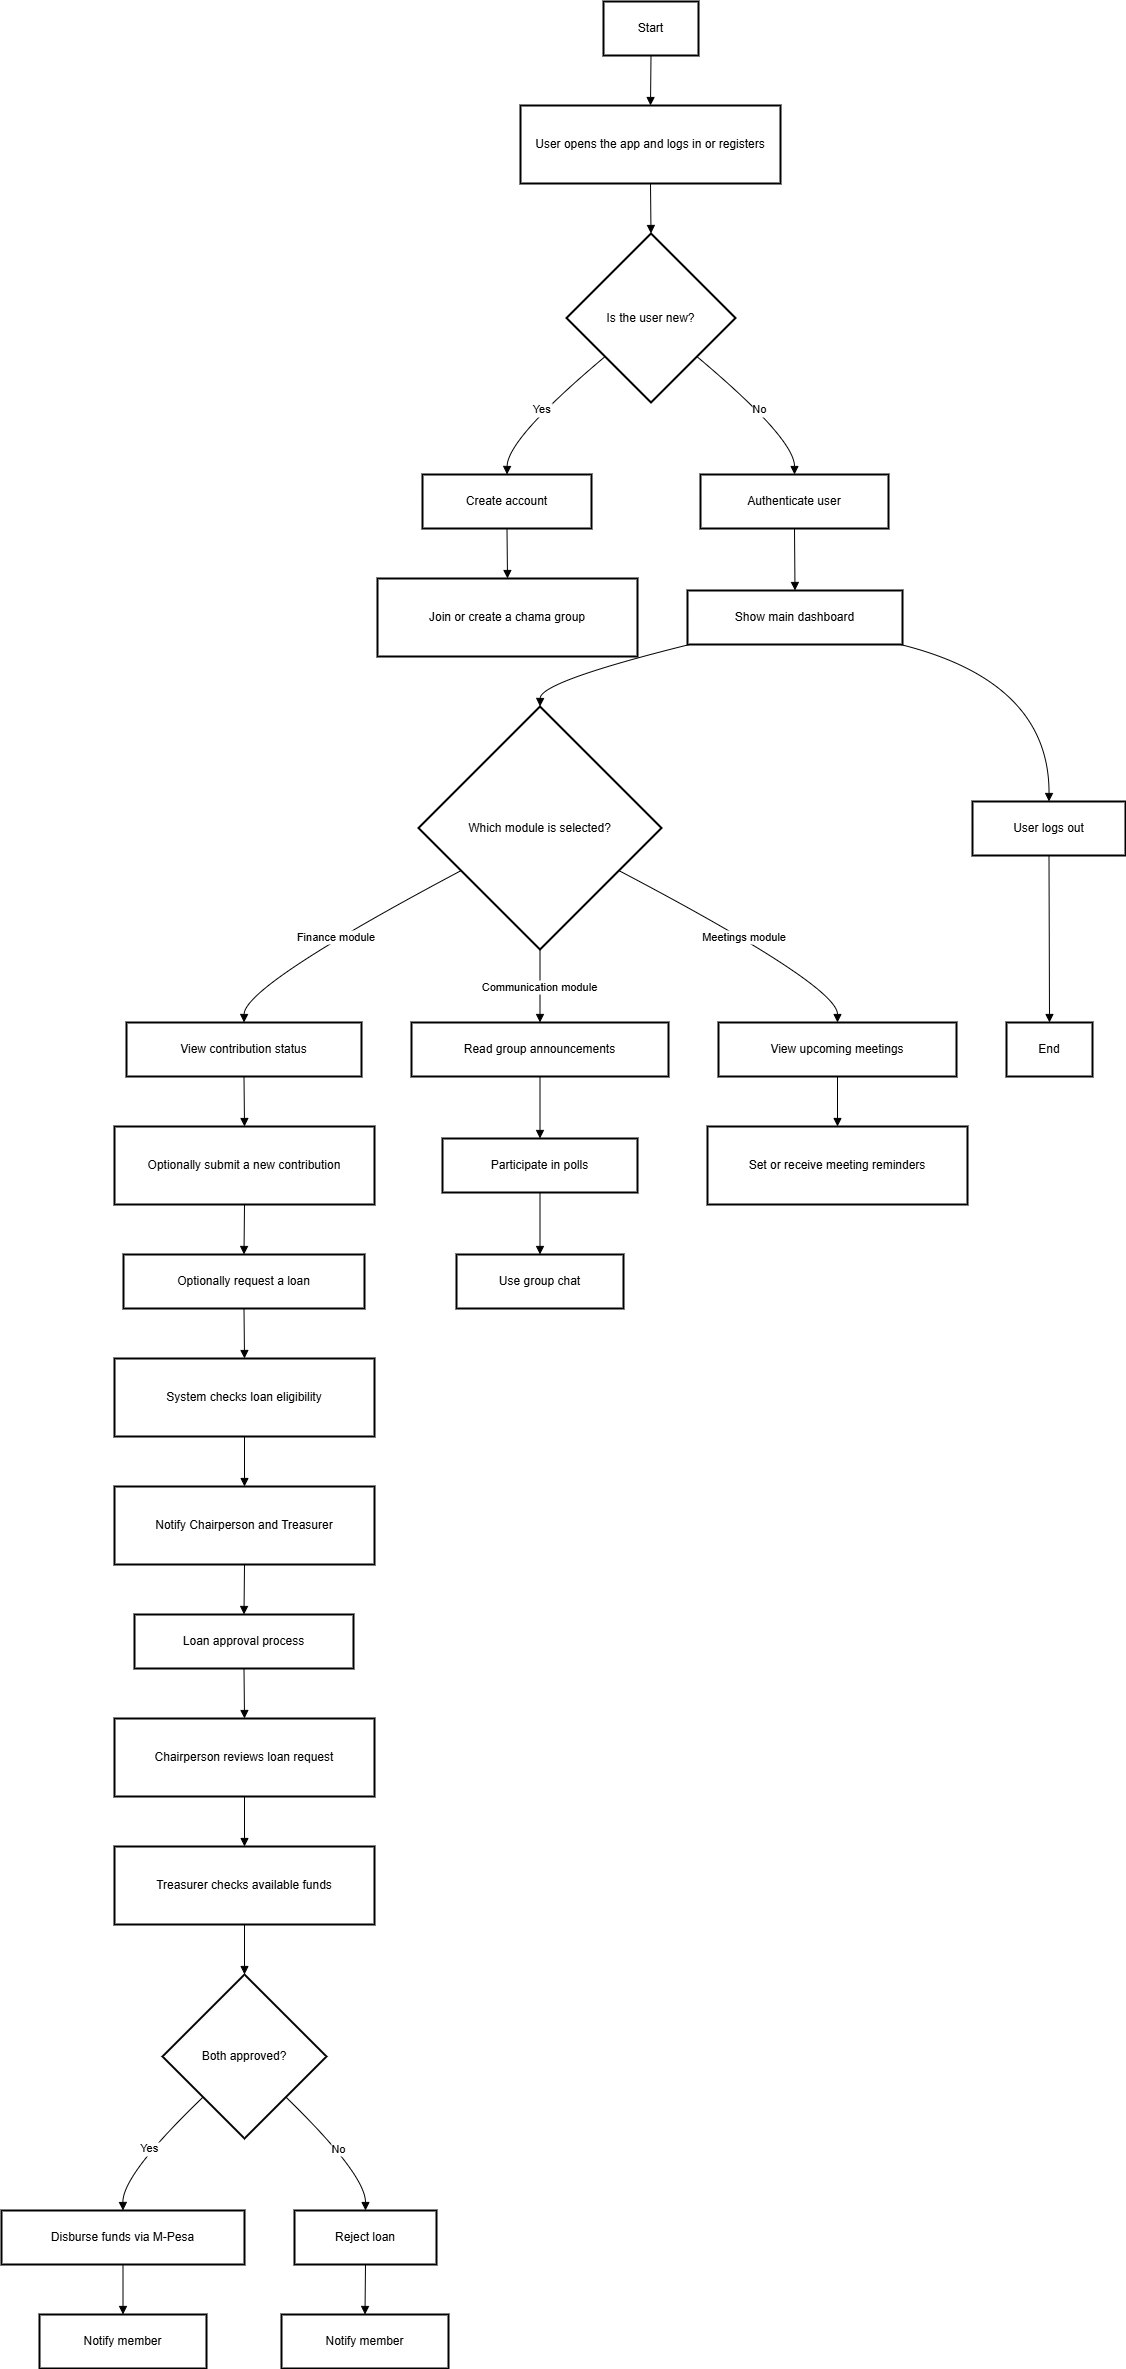 Start
User opens the app and logs in or registers
Is the user new?
Yes
No
Create account
Authenticate user
Join or create a chama group
Show main dashboard
Which module is selected?
User logs out
Finance module
Meetings module
Communication module
View contribution status
Read group announcements
View upcoming meetings
End
Optionally submit a new contribution
Participate in polls
Set or receive meeting reminders
Optionally request a loan
Use group chat
System checks loan eligibility
Notify Chairperson and Treasurer
Loan approval process
Chairperson reviews loan request
Treasurer checks available funds
Both approved?
Yes
No
Disburse funds via M-Pesa
Reject loan
Notify member
Notify member